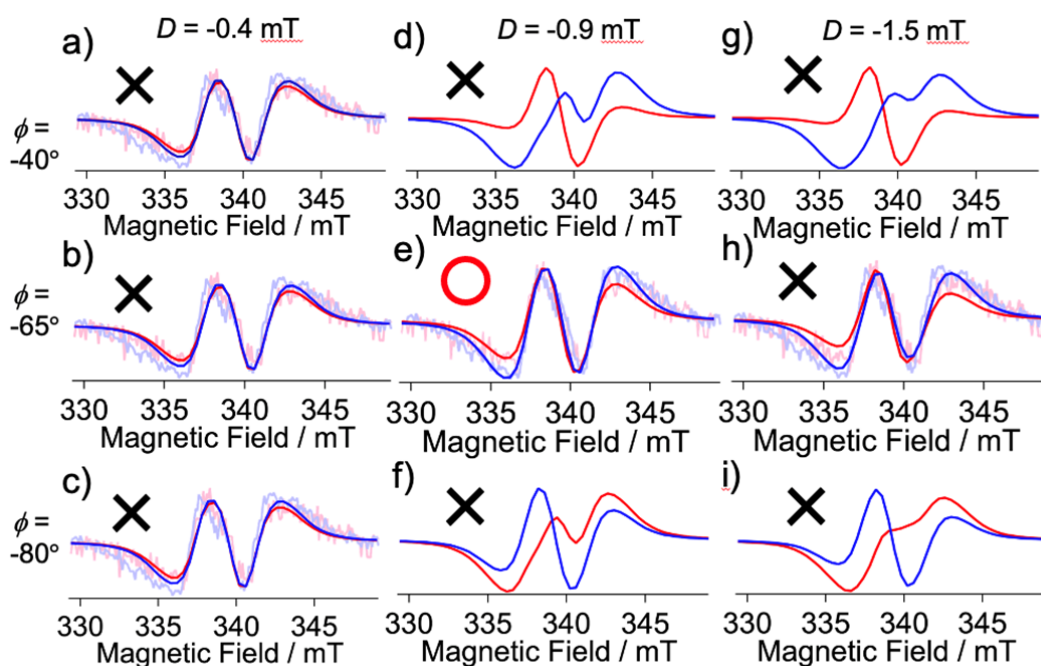 D = -0.4 mT
D = -0.9 mT
D = -1.5 mT
a)
d)
g)
ϕ =
-40°
330 335 340 345
Magnetic Field / mT
330 335 340 345
Magnetic Field / mT
330 335 340 345
Magnetic Field / mT
b)
e)
h)
ϕ =
-65°
330 335 340 345
Magnetic Field / mT
330 335 340 345
Magnetic Field / mT
330 335 340 345
Magnetic Field / mT
c)
f)
i)
ϕ =
-80°
330 335 340 345
Magnetic Field / mT
330 335 340 345
Magnetic Field / mT
330 335 340 345
Magnetic Field / mT